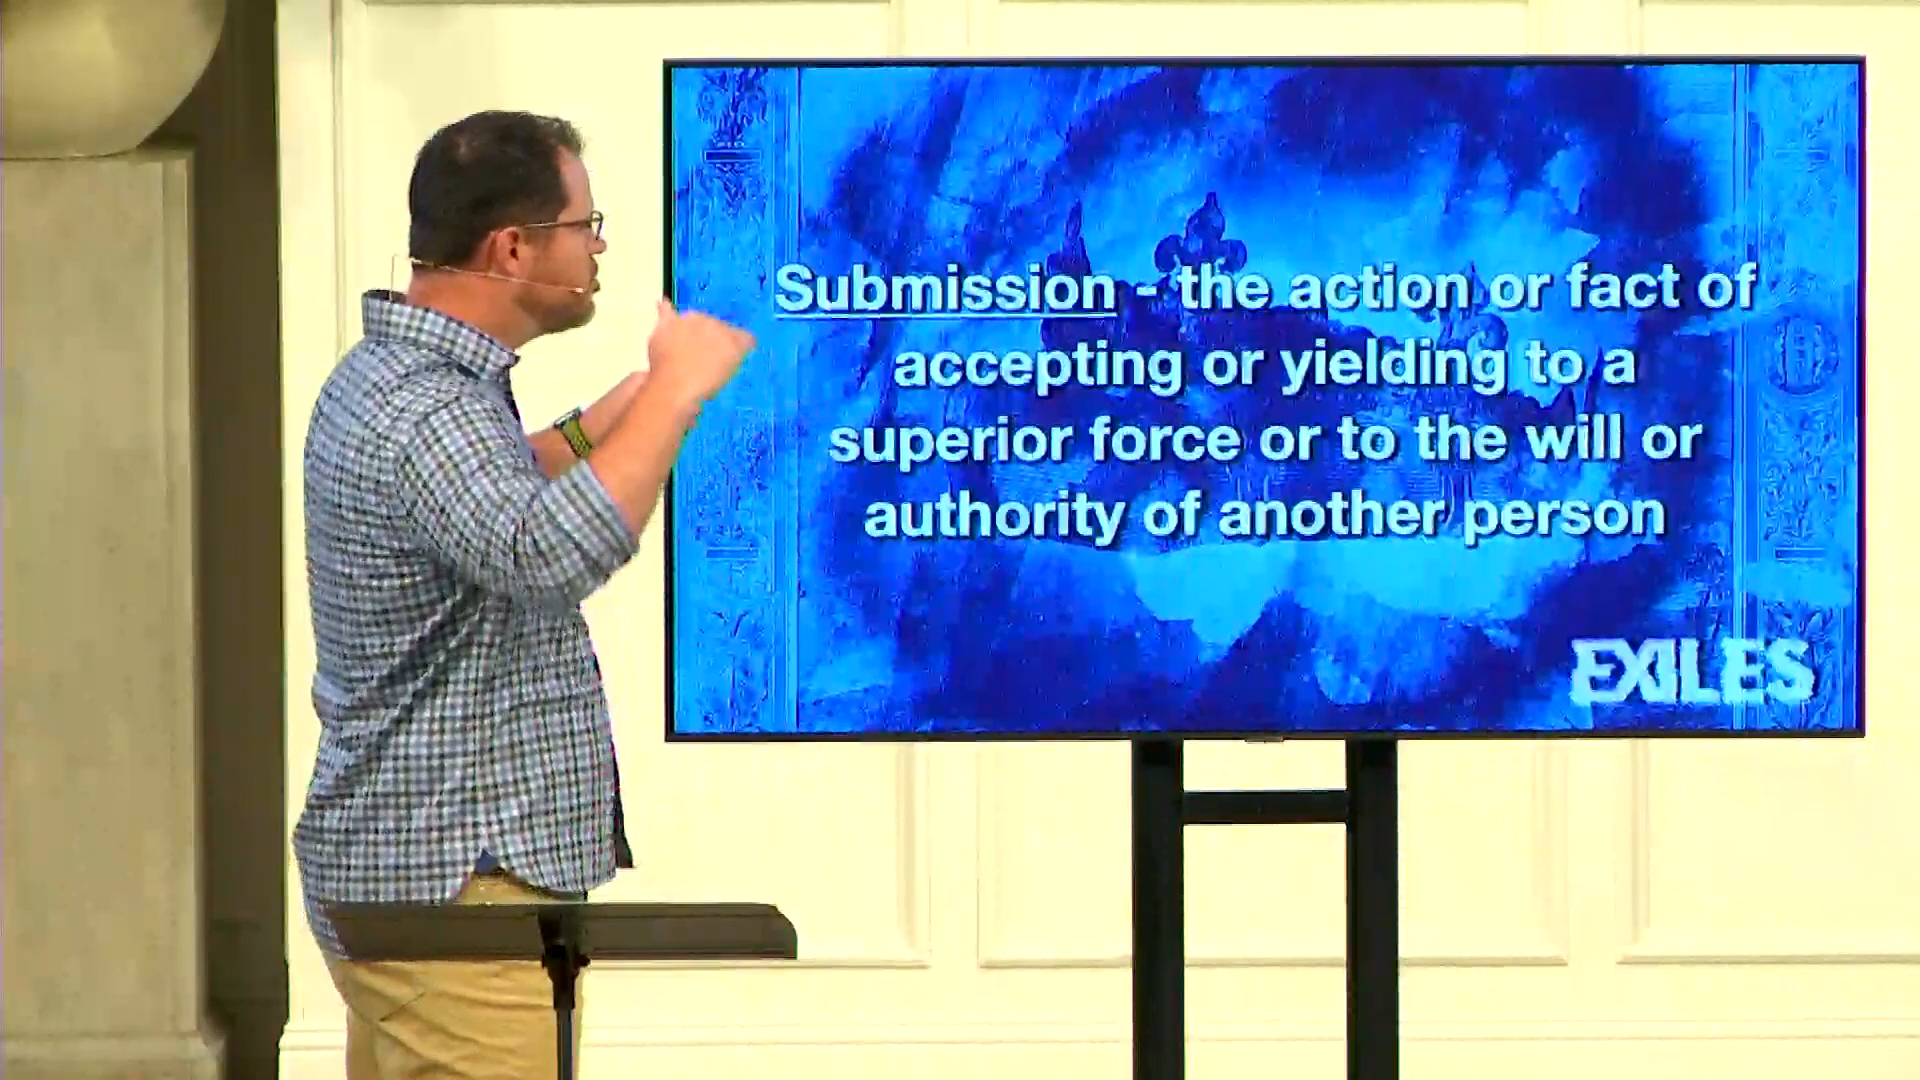 Submission - the action or fact of
accepting or yielding to a
superior force or to the will or
authority of another person
EXILES